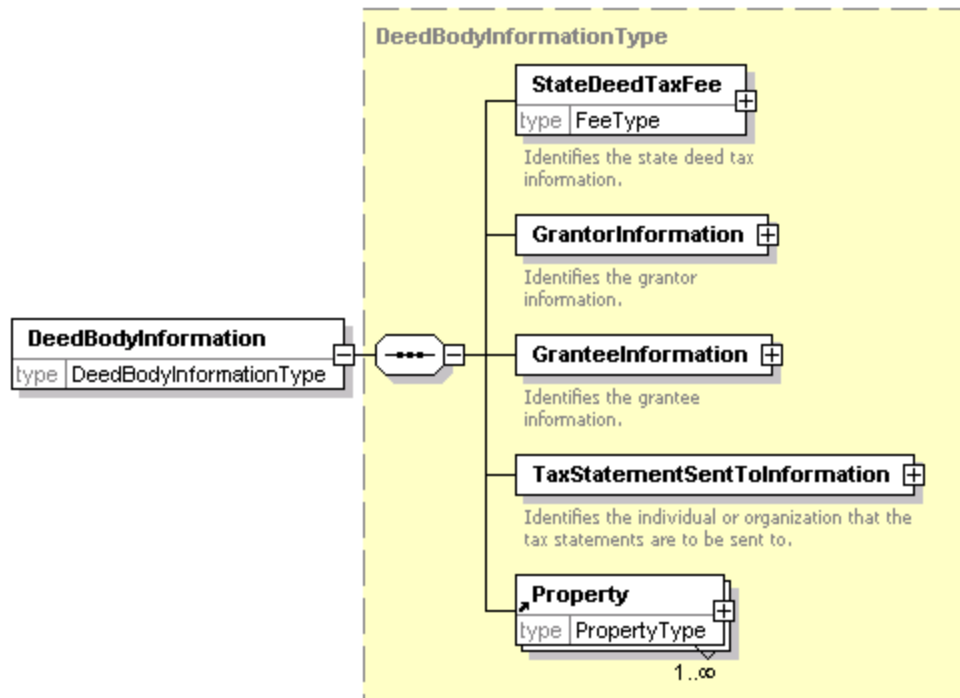 DeedBodyInformationType
StateDeedTaxFee
type FeeType
Identifies the state deed tax
information.
GrantorInformation
Identifies the grantor
information.
DeedBodyInformation
type DeedBodyInformationType
GranteeInformation
Identifies the grantee
information.
TaxStatementSentToInformation
Identifies the individual or organization that the
tax statements are to be sent to.
Property
type PropertyType
1..∞